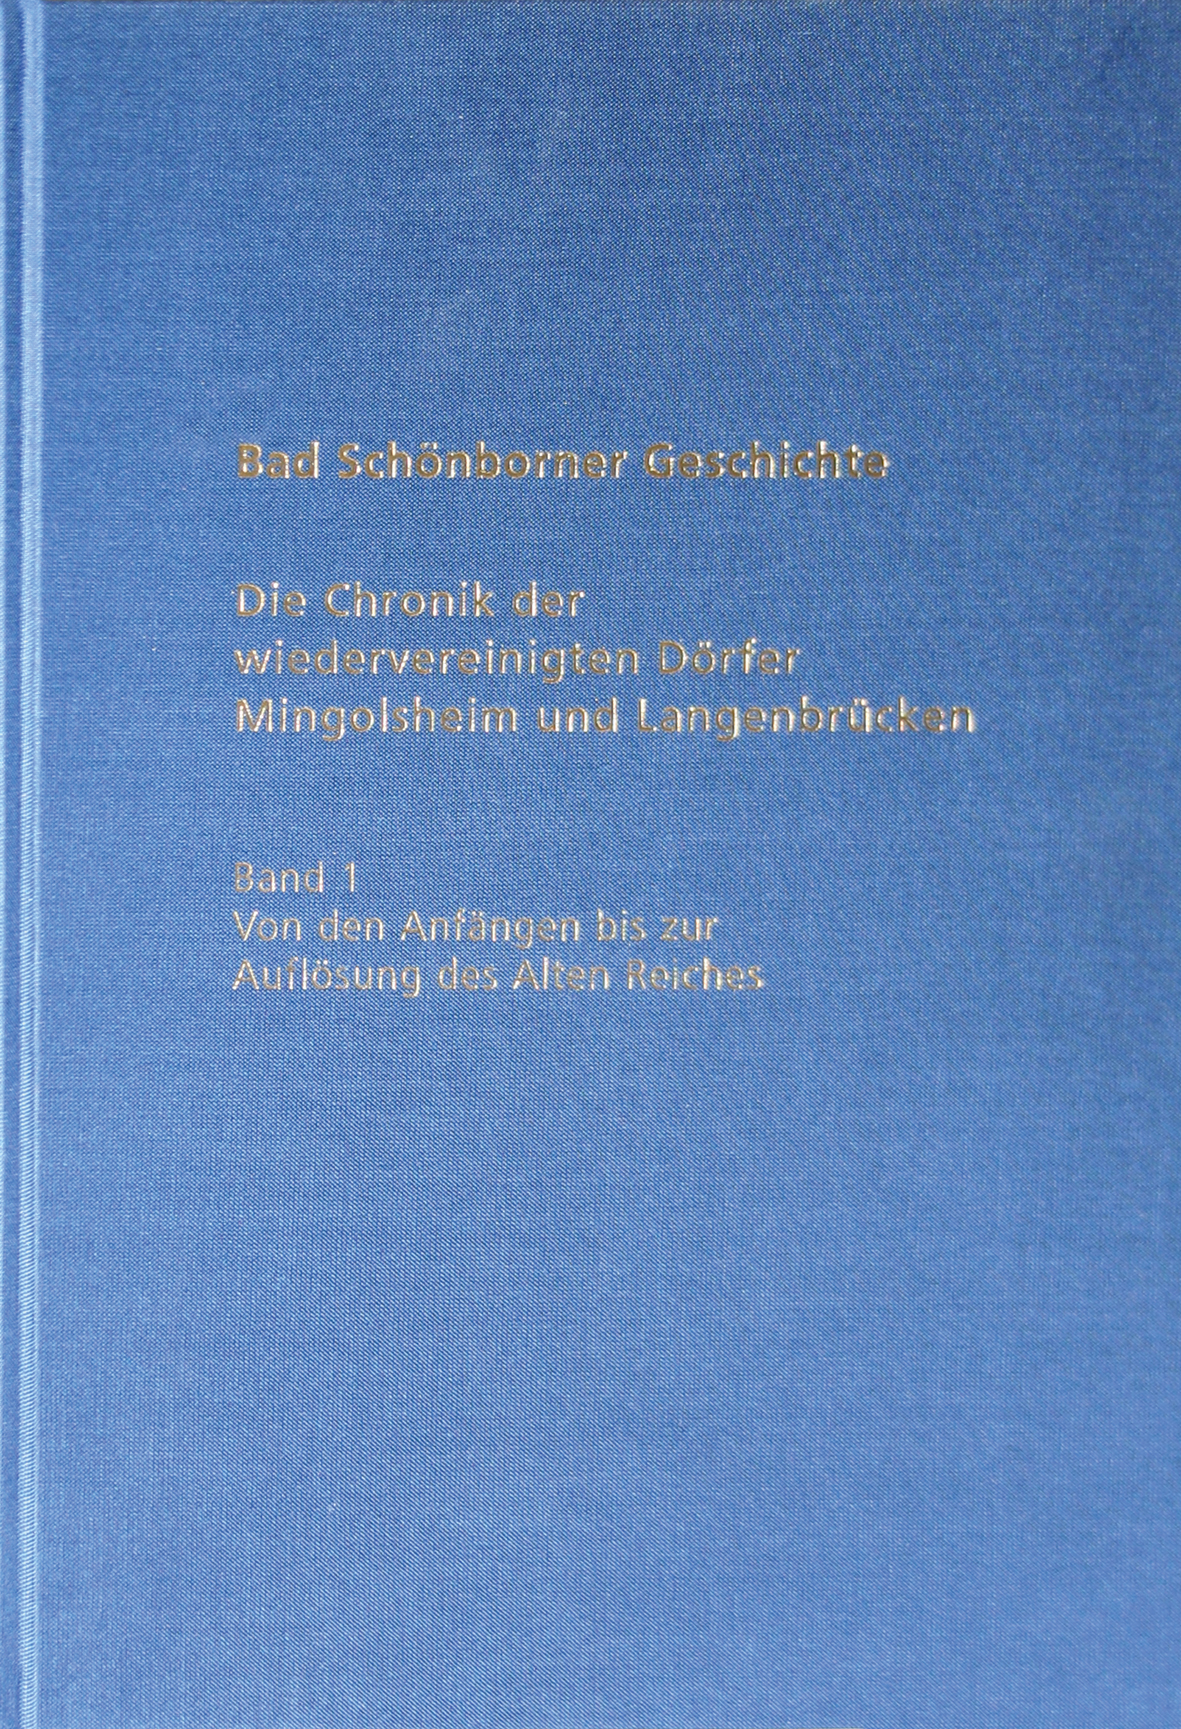 Bad Schönborner Geschichte
Die Chronik der
wiedervereinigten Dörfer
Mingolsheim und Langenbrücken
Band 1
Von den Anfängen bis zur
Auflösung des Alten Reiches